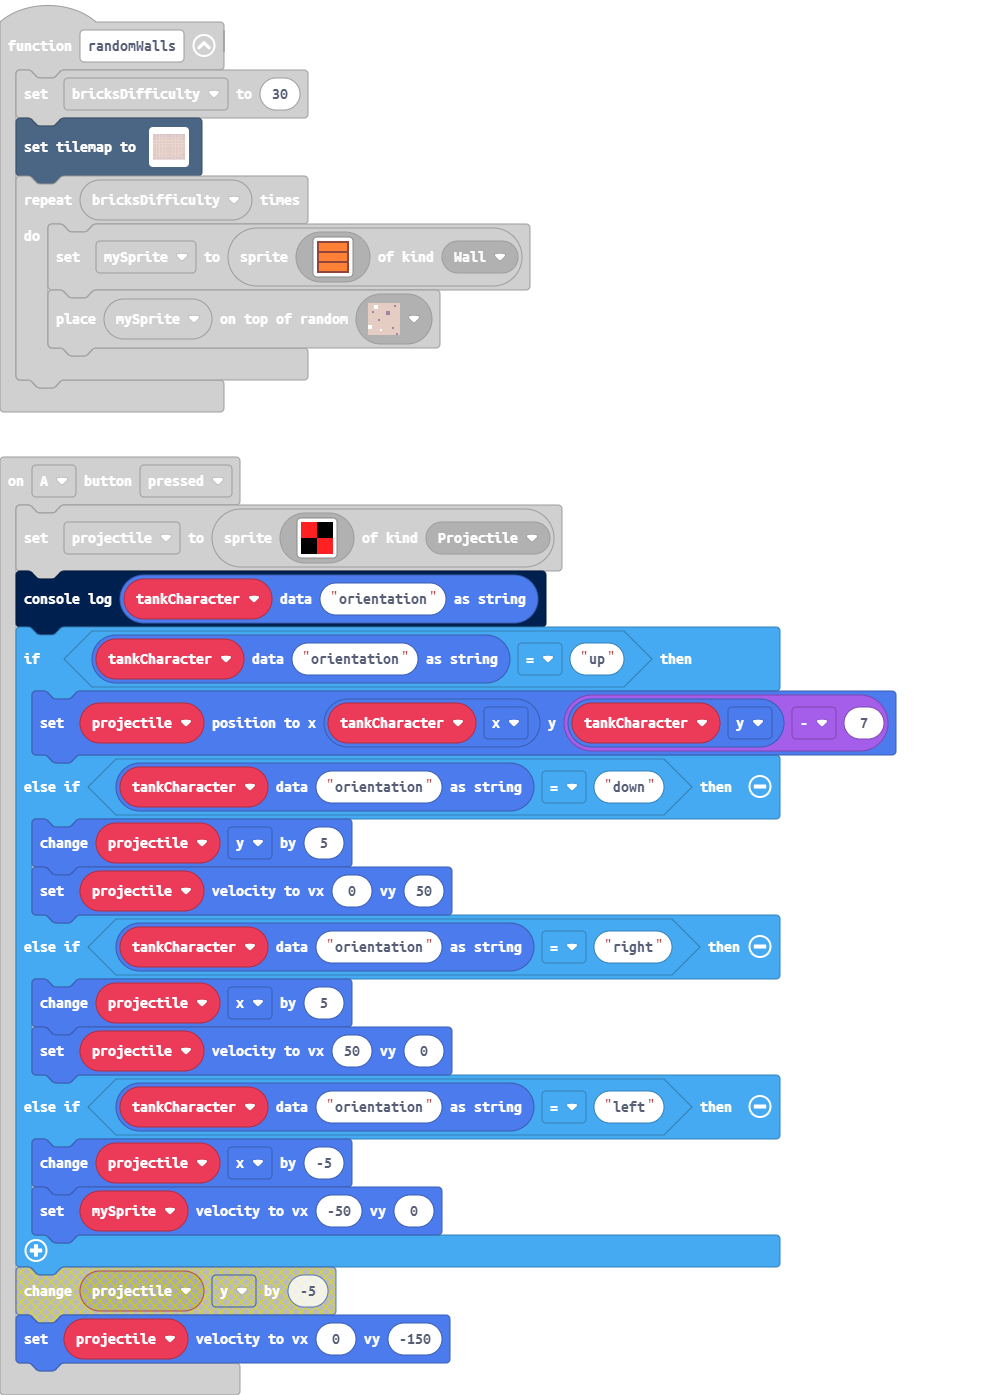 function randomWalls
set bricksDifficulty to 30
set tilemap to
repeat bricksDifficulty times
do
set mySprite to sprite of kind Wall
place mySprite on top of random
on A button pressed
set projectile to sprite of kind Projectile
console log tankCharacter data "orientation" as string
if tankCharacter data "orientation" as string = "up" then
set projectile position to x tankCharacter x y tankCharacter y - 7
else if tankCharacter data "orientation" as string = "down" then
change projectile y by 5
set projectile velocity to vx 0 vy 50
else if tankCharacter data "orientation" as string = "right" then
change projectile x by 5
set projectile velocity to vx 50 vy 0
else if tankCharacter data "orientation" as string = "left" then
change projectile x by -5
set mySprite velocity to vx -50 vy 0
change projectile y by -5
set projectile velocity to vx 0 vy -150